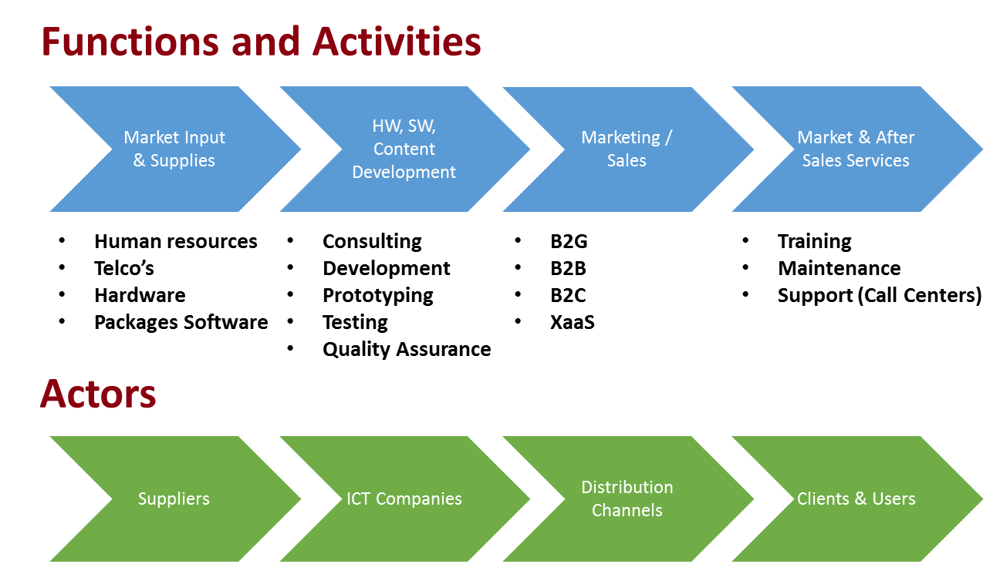 Functions and Activities
Market Input
& Supplies
HW, SW,
Content
Development
Marketing /
Sales
Market & After
Sales Services
• Human resources
• Telco’s
• Hardware
• Packages Software
• Consulting
• Development
• Prototyping
• Testing
• Quality Assurance
• B2G
• B2B
• B2C
• XaaS
• Training
• Maintenance
• Support (Call Centers)
Actors
Suppliers
ICT Companies
Distribution
Channels
Clients & Users